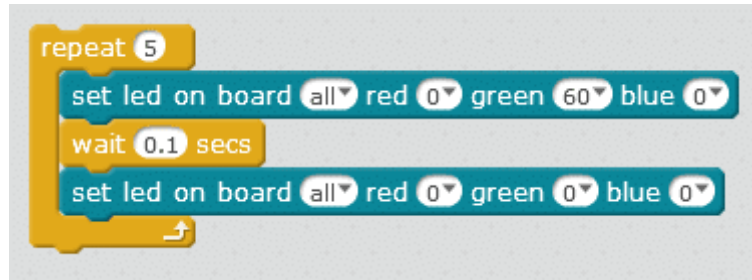 repeat 5
set led on board all red 0 green 60 blue 0
wait 0.1 secs
set led on board all red 0 green 0 blue 0